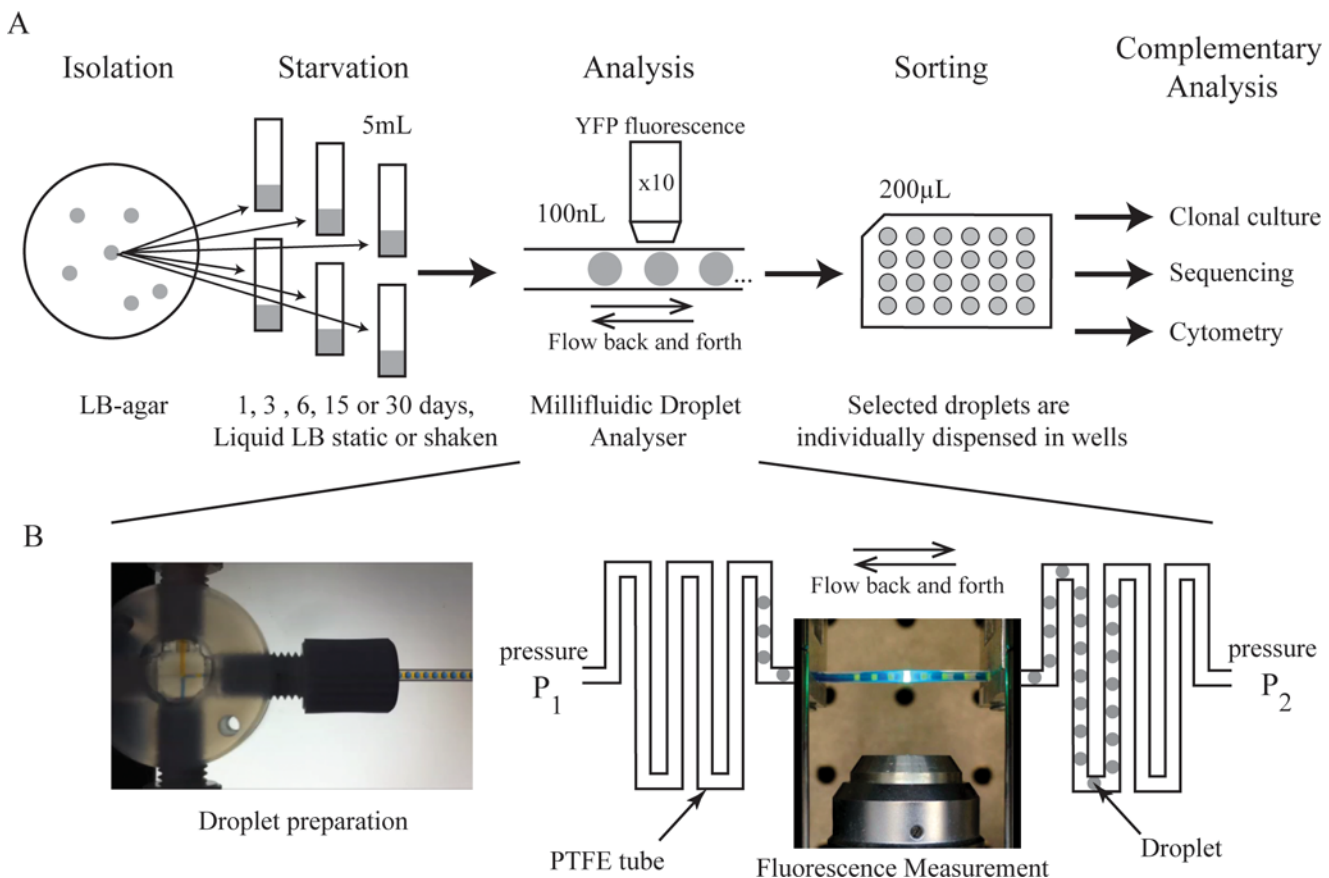 A
Isolation
Starvation
Analysis
Sorting
Complementary
Analysis
5mL
YFP fluorescence
x10
100nL
...
Flow back and forth
200µL
Clonal culture
Sequencing
Cytometry
LB-agar
1, 3 , 6, 15 or 30 days,
Liquid LB static or shaken
Millifluidic Droplet
Analyser
Selected droplets are
individually dispensed in wells
B
Droplet preparation
pressure
P1
PTFE tube
Flow back and forth
Fluorescence Measurement
pressure
P2
Droplet